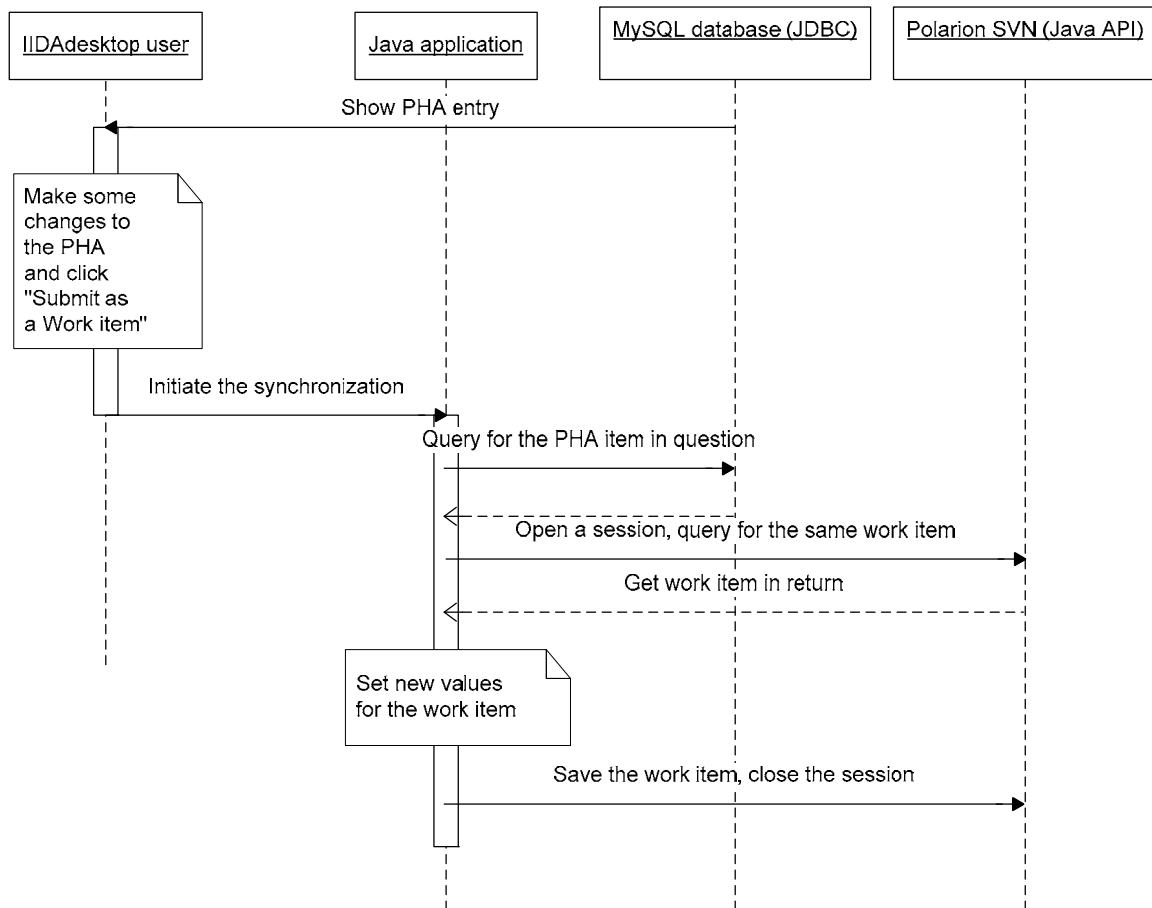 IIDAdesktop user
Java application
MySQL database (JDBC)
Polarion SVN (Java API)
Show PHA entry
Make some
changes to
the PHA
and click
"Submit as
a Work item"
Initiate the synchronization
Query for the PHA item in question
Open a session, query for the same work item
Get work item in return
Set new values
for the work item
Save the work item, close the session